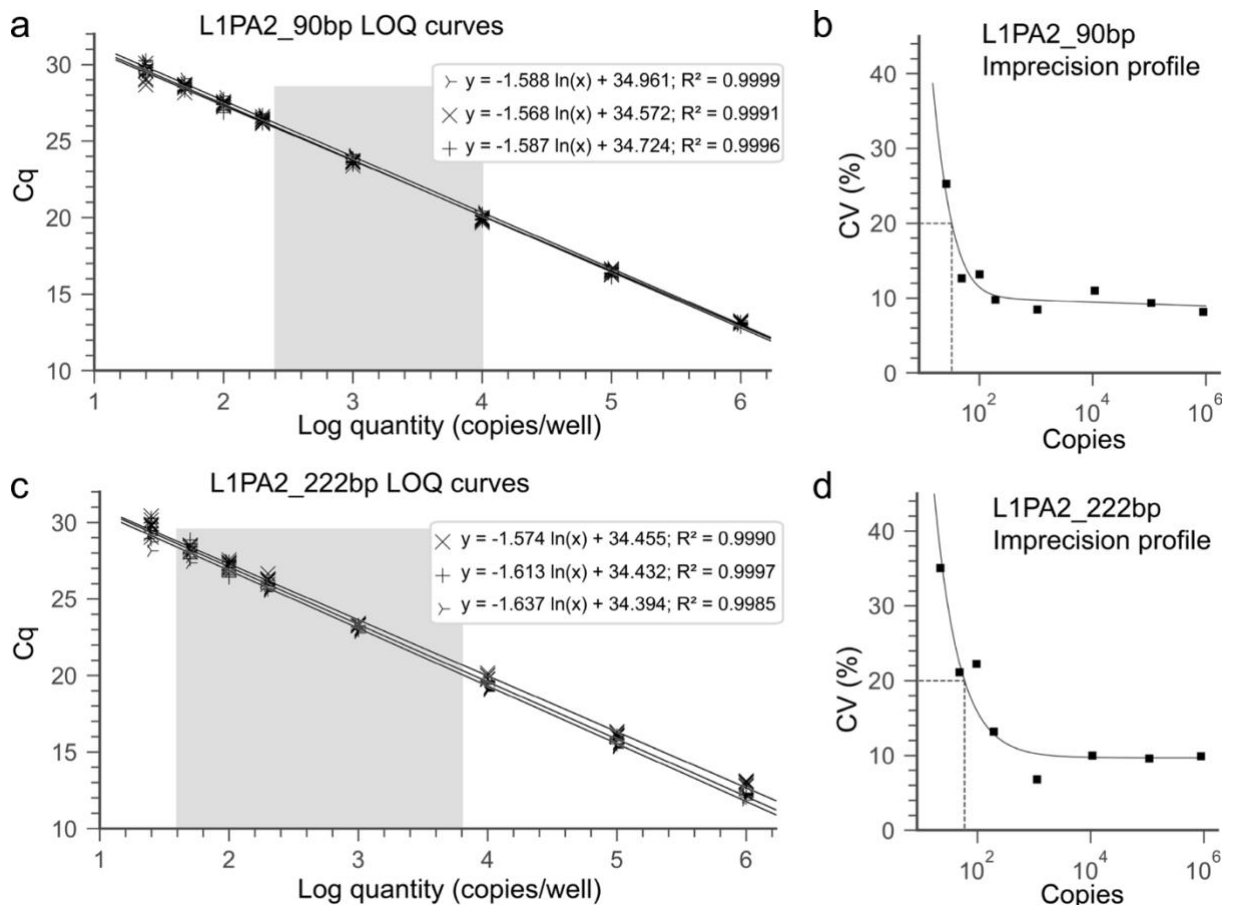 a
L1PA2_90bp LOQ curves
y = -1.588 ln(x) + 34.961; R² = 0.9999
y = -1.568 ln(x) + 34.572; R² = 0.9991
y = -1.587 ln(x) + 34.724; R² = 0.9996
30
25
20
15
10
Cq
1 2 3 4 5 6
Log quantity (copies/well)
b
L1PA2_90bp
Imprecision profile
40
30
20
10
0
CV (%)
10² 10⁴ 10⁶
Copies
c
L1PA2_222bp LOQ curves
y = -1.574 ln(x) + 34.455; R² = 0.9990
y = -1.613 ln(x) + 34.432; R² = 0.9997
y = -1.637 ln(x) + 34.394; R² = 0.9985
30
25
20
15
10
Cq
1 2 3 4 5 6
Log quantity (copies/well)
d
L1PA2_222bp
Imprecision profile
40
30
20
10
0
CV (%)
10² 10⁴ 10⁶
Copies